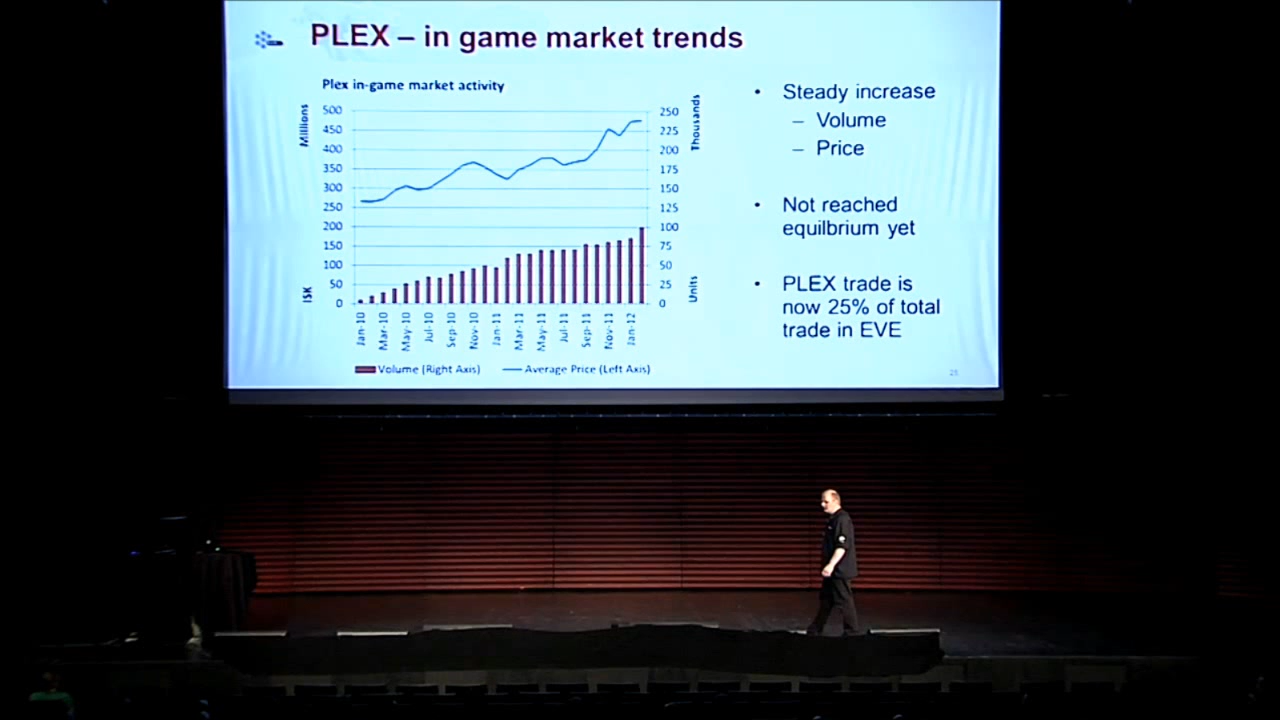 PLEX – in game market trends
Plex in-game market activity
Millions
500
450
400
350
300
250
200
150
100
50
0
ISK
250
225
200
175
150
125
100
75
50
25
0
Thousands
Units
Jan-10
Mar-10
May-10
Jul-10
Sep-10
Nov-10
Jan-11
Mar-11
May-11
Jul-11
Sep-11
Nov-11
Jan-12
Volume (Right Axis)
Average Price (Left Axis)
• Steady increase
– Volume
– Price
• Not reached
equilbrium yet
• PLEX trade is
now 25% of total
trade in EVE